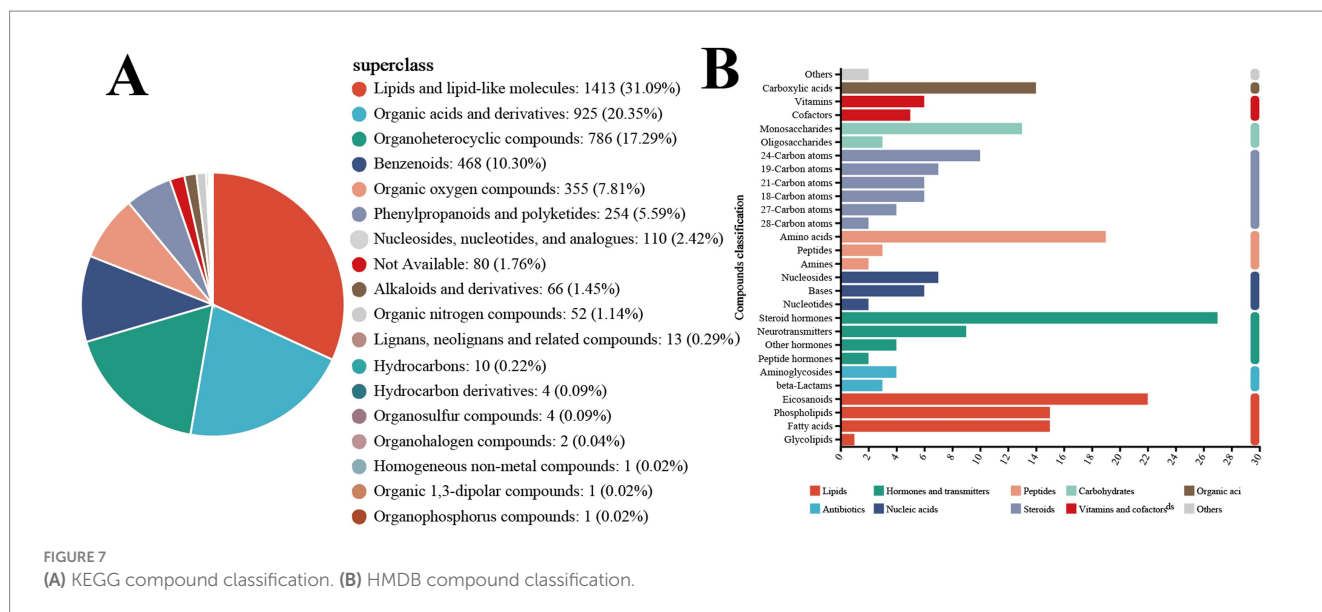 A
superclass
Lipids and lipid-like molecules: 1413 (31.09%)
Organic acids and derivatives: 925 (20.35%)
Organoheterocyclic compounds: 786 (17.29%)
Benzenoids: 468 (10.30%)
Organic oxygen compounds: 355 (7.81%)
Phenylpropanoids and polyketides: 254 (5.59%)
Nucleosides, nucleotides, and analogues: 110 (2.42%)
Not Available: 80 (1.76%)
Alkaloids and derivatives: 66 (1.45%)
Organic nitrogen compounds: 52 (1.14%)
Lignans, neolignans and related compounds: 13 (0.29%)
Hydrocarbons: 10 (0.22%)
Hydrocarbon derivatives: 4 (0.09%)
Organosulfur compounds: 4 (0.09%)
Organohalogen compounds: 2 (0.04%)
Homogeneous non-metal compounds: 1 (0.02%)
Organic 1,3-dipolar compounds: 1 (0.02%)
Organophosphorus compounds: 1 (0.02%)
B
Compounds classification
Others
Carboxylic acids
Vitamins
Cofactors
Monosaccharides
Oligosaccharides
24-Carbon atoms
19-Carbon atoms
21-Carbon atoms
18-Carbon atoms
27-Carbon atoms
28-Carbon atoms
Amino acids
Peptides
Amines
Nucleosides
Bases
Nucleotides
Steroid hormones
Neurotransmitters
Other hormones
Peptide hormones
Aminoglycosides
beta-Lactams
Eicosanoids
Phospholipids
Fatty acids
Glycolipids
0 2 4 6 8 10 12 14 16 18 20 22 24 26 28 30
Lipids Hormones and transmitters Peptides Carbohydrates Organic aci
Antibiotics Nucleic acids Steroids Vitamins and cofactors ds Others
FIGURE 7
(A) KEGG compound classification. (B) HMDB compound classification.